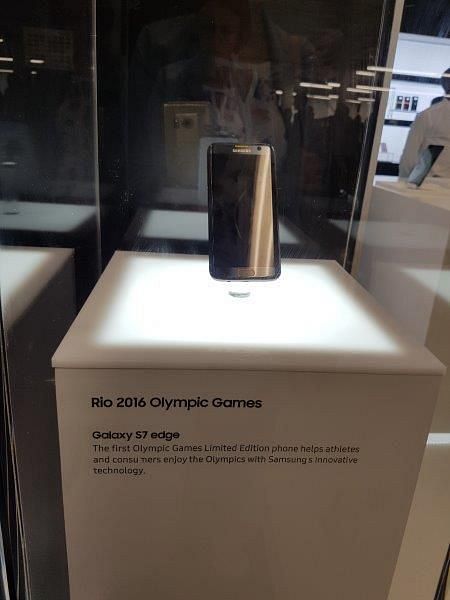 SAMSUNG
Rio 2016 Olympic Games
Galaxy S7 edge
The first Olympic Games Limited Edition phone helps athletes
and consumers enjoy the Olympics with Samsung's innovative
technology.